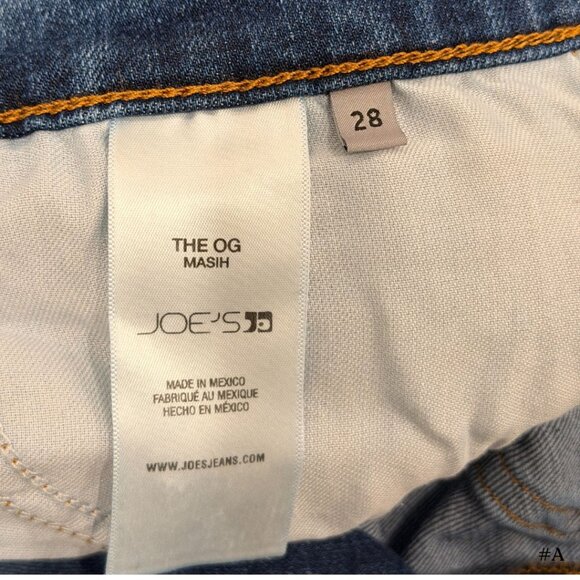 28
THE OG
MASIH
JOE'S
MADE IN MEXICO
FABRIQUÉ AU MEXIQUE
HECHO EN MÉXICO
WWW.JOESJEANS.COM
#A